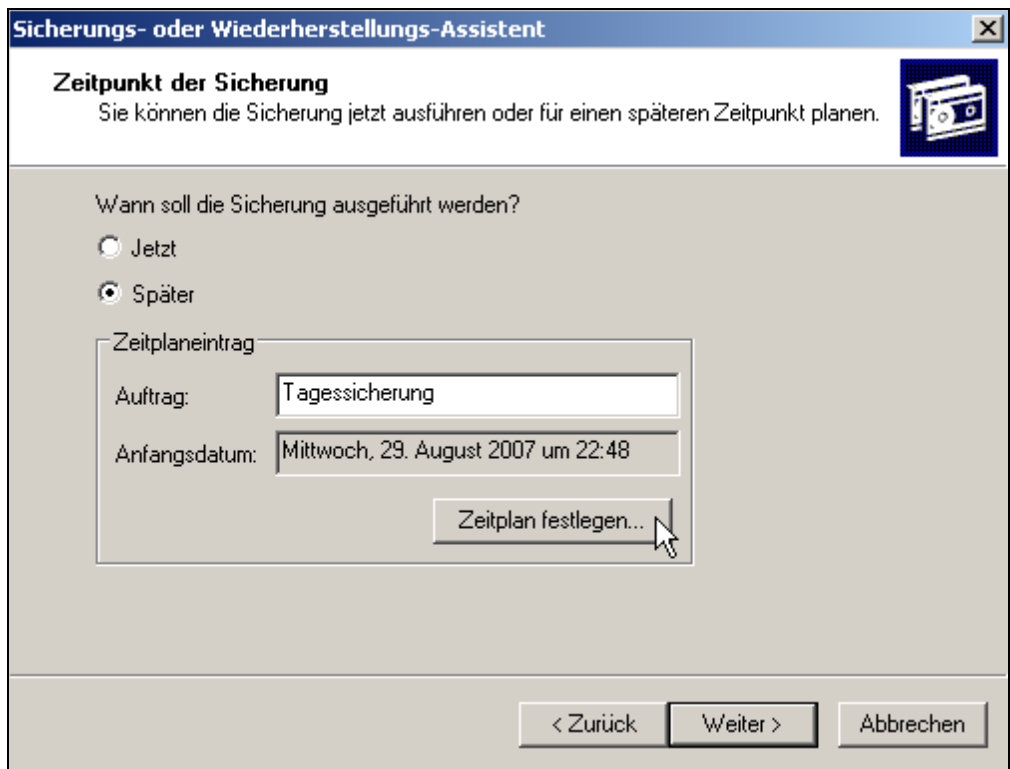 Sicherungs- oder Wiederherstellungs-Assistent
Zeitpunkt der Sicherung
Sie können die Sicherung jetzt ausführen oder für einen späteren Zeitpunkt planen.
Wann soll die Sicherung ausgeführt werden?
Jetzt
Später
Zeitplaneintrag
Auftrag: Tagessicherung
Anfangsdatum: Mittwoch, 29. August 2007 um 22:48
Zeitplan festlegen...
< Zurück Weiter > Abbrechen